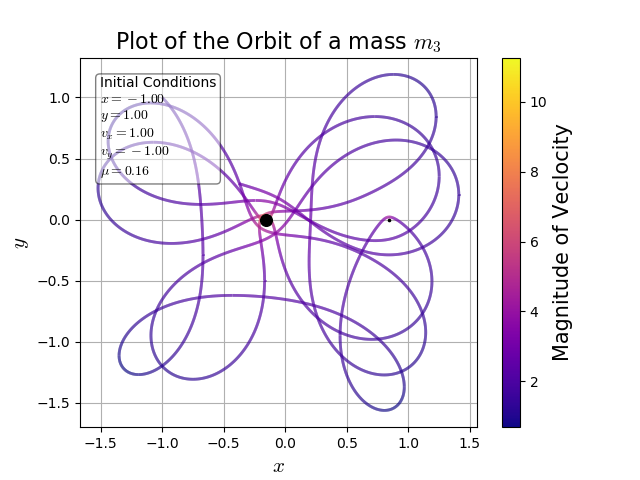 Plot of the Orbit of a mass m₃
Initial Conditions
x = −1.00
y = 1.00
vₓ = 1.00
v_y = −1.00
μ = 0.16
1.0
0.5
0.0
−0.5
−1.0
−1.5
y
−1.5 −1.0 −0.5 0.0 0.5 1.0 1.5
x
10
8
6
4
2
Magnitude of Veclocity